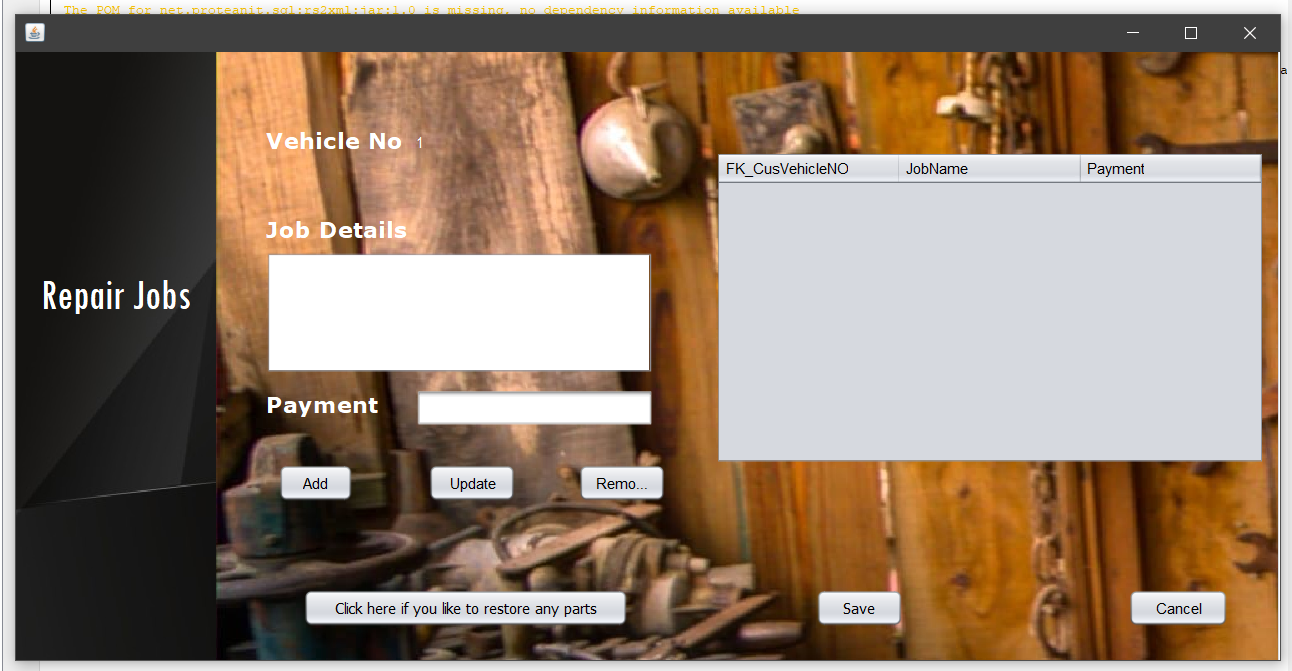 The POM for net.proteanit.sql:rs2xml:jar:1.0 is missing, no dependency information available
a
Repair Jobs
Vehicle No 1
Job Details
Payment
Add Update Remo...
Click here if you like to restore any parts
FK_CusVehicleNO JobName Payment
Save Cancel